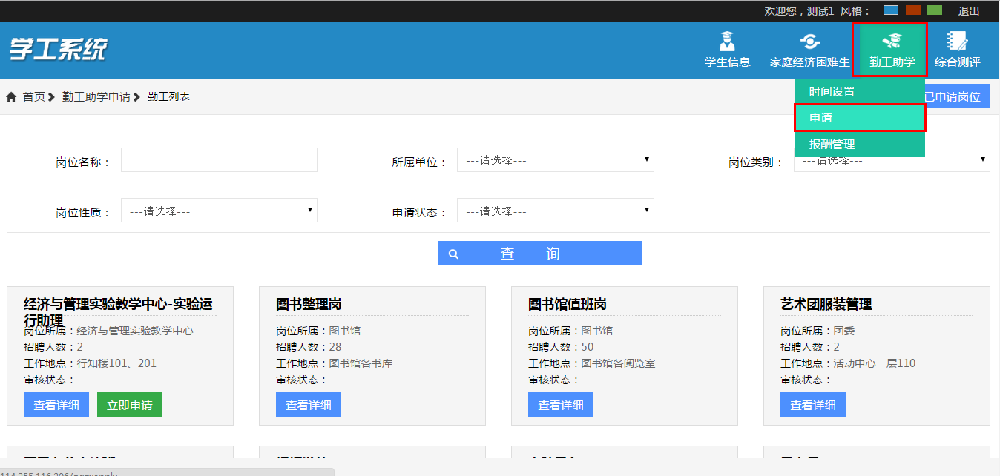 欢迎您，测试1 风格： 退出
学工系统
学生信息 家庭经济困难生 勤工助学 综合测评
首页 勤工助学申请 勤工列表
时间设置
已申请岗位
申请
报酬管理
岗位名称：
所属单位： ---请选择---
岗位类别： ---请选择---
岗位性质： ---请选择---
申请状态： ---请选择---
查 询
经济与管理实验教学中心-实验运
行助理
岗位所属：经济与管理实验教学中心
招聘人数：2
工作地点：行知楼101、201
审核状态：
查看详细 立即申请
图书整理岗
岗位所属：图书馆
招聘人数：28
工作地点：图书馆各书库
审核状态：
查看详细
图书馆值班岗
岗位所属：图书馆
招聘人数：50
工作地点：图书馆各阅览室
审核状态：
查看详细
艺术团服装管理
岗位所属：团委
招聘人数：2
工作地点：活动中心一层110
审核状态：
查看详细